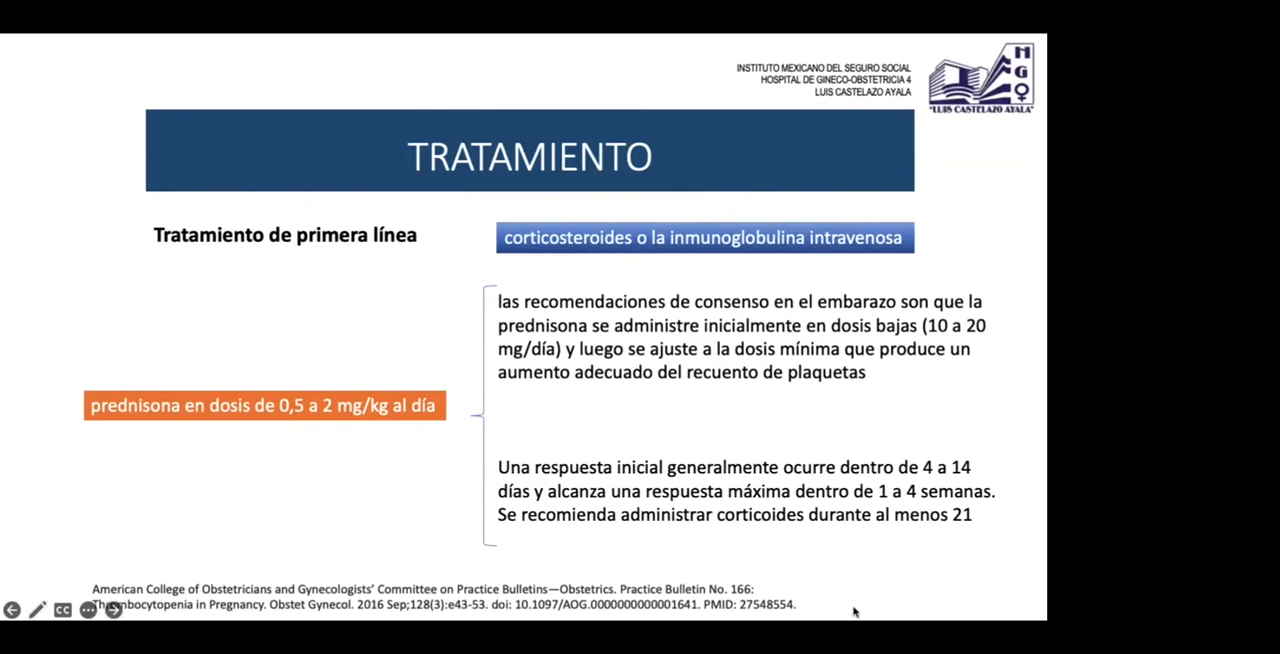 INSTITUTO MEXICANO DEL SEGURO SOCIAL
HOSPITAL DE GINECO-OBSTETRICIA 4
LUIS CASTELAZO AYALA
M
G
O
"LUIS CASTELAZO AYALA"
TRATAMIENTO
Tratamiento de primera línea
corticosteroides o la inmunoglobulina intravenosa
las recomendaciones de consenso en el embarazo son que la
prednisona se administre inicialmente en dosis bajas (10 a 20
mg/día) y luego se ajuste a la dosis mínima que produce un
aumento adecuado del recuento de plaquetas
prednisona en dosis de 0,5 a 2 mg/kg al día
Una respuesta inicial generalmente ocurre dentro de 4 a 14
días y alcanza una respuesta máxima dentro de 1 a 4 semanas.
Se recomienda administrar corticoides durante al menos 21
American College of Obstetricians and Gynecologists' Committee on Practice Bulletins—Obstetrics. Practice Bulletin No. 166:
Thrombocytopenia in Pregnancy. Obstet Gynecol. 2016 Sep;128(3):e43-53. doi: 10.1097/AOG.0000000000001641. PMID: 27548554.
CC